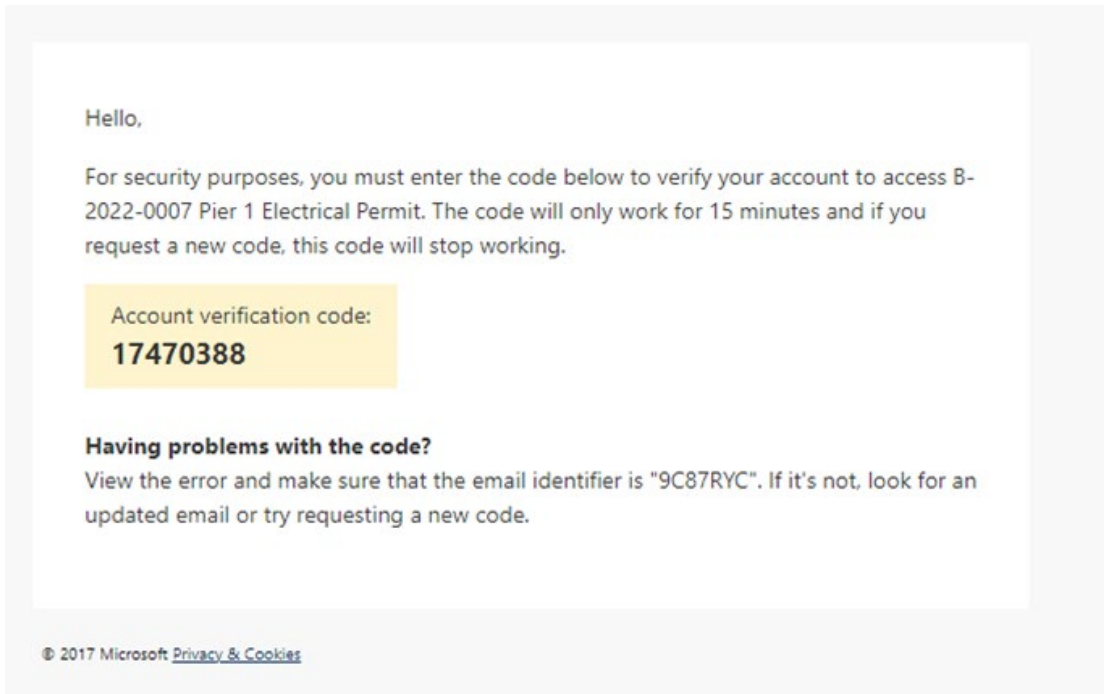 Hello,
For security purposes, you must enter the code below to verify your account to access B-
2022-0007 Pier 1 Electrical Permit. The code will only work for 15 minutes and if you
request a new code, this code will stop working.
Account verification code:
17470388
Having problems with the code?
View the error and make sure that the email identifier is "9C87RYC". If it's not, look for an
updated email or try requesting a new code.
© 2017 Microsoft Privacy & Cookies